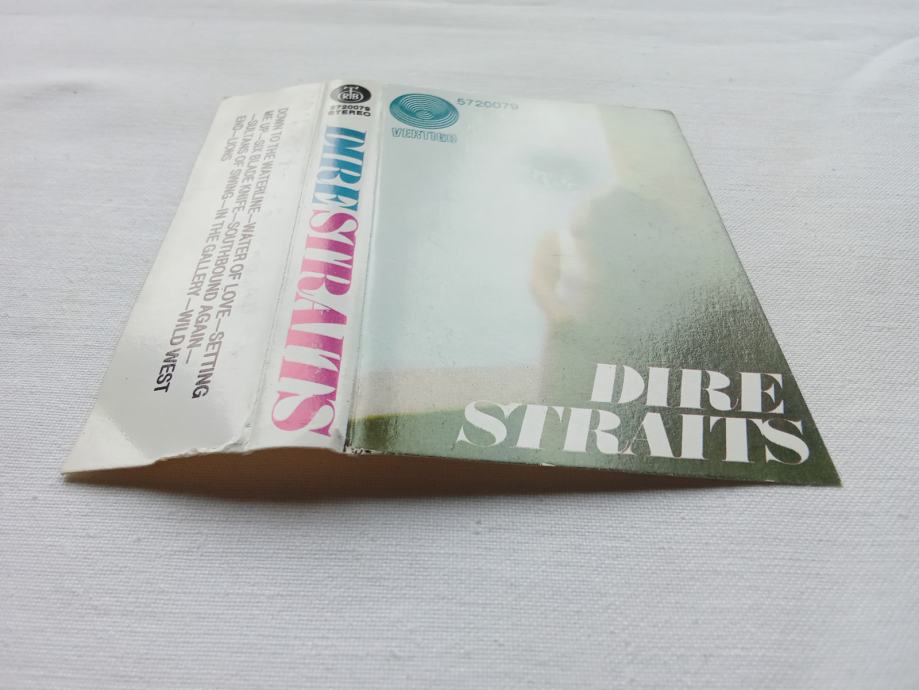 DOWN TO THE WATERLINE—WATER OF LOVE—SETTING
ME UP—SIX BLADE KNIFE—SOUTHBOUND AGAIN—
—SULTANS OF SWING—IN THE GALLERY—WILD WEST
END—LIONS
RTB
5720079
STEREO
DIRE STRAITS
VERTIGO
5720079
DIRE
STRAITS